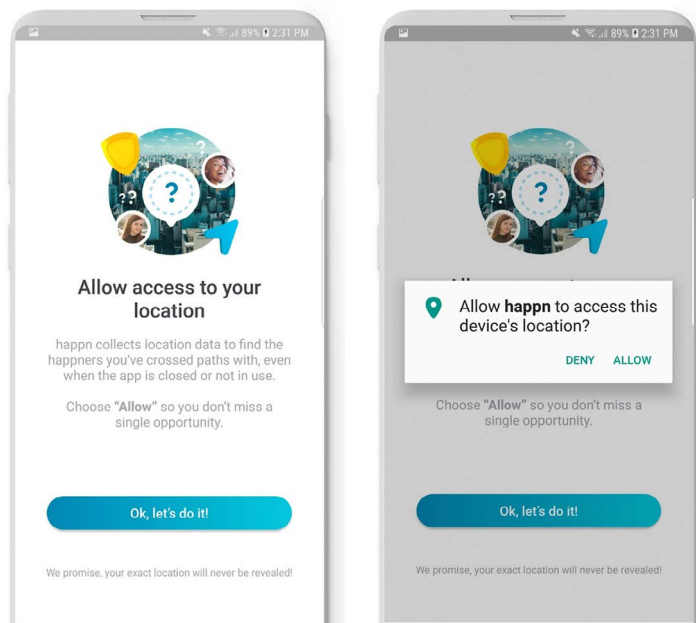 89% 2:31 PM
?
?
??
Allow access to your
location
happn collects location data to find the
happners you've crossed paths with, even
when the app is closed or not in use.
Choose "Allow" so you don't miss a
single opportunity.
Ok, let's do it!
We promise, your exact location will never be revealed!
89% 2:31 PM
?
?
??
Allow happn to access this
device's location?
DENY ALLOW
Choose "Allow" so you don't miss a
single opportunity.
Ok, let's do it!
We promise, your exact location will never be revealed!